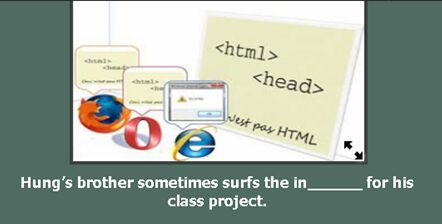 <html>
<head>
n'est pas HTML
<html>
<head>
<html>
<head>
Hung's brother sometimes surfs the in______ for his
class project.